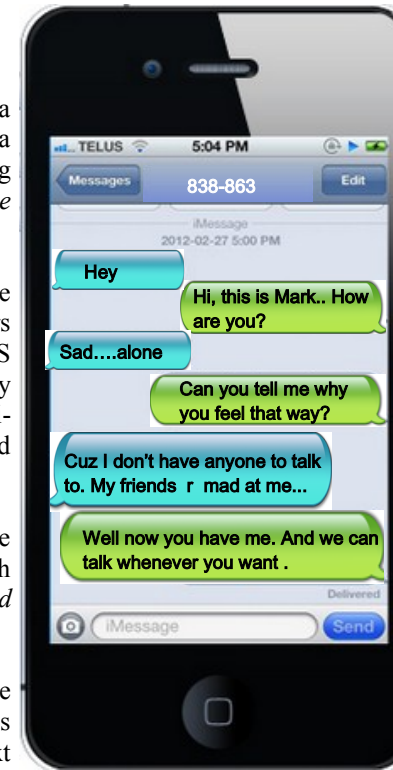 a
a
g
e
e
rs
S
y
n-
d
e
h
d
e
s
xt
TELUS 5:04 PM
Messages 838-863 Edit
iMessage
2012-02-27 5:00 PM
Hey
Hi, this is Mark.. How
are you?
Sad....alone
Can you tell me why
you feel that way?
Cuz I don't have anyone to talk
to. My friends r mad at me...
Well now you have me. And we can
talk whenever you want .
Delivered
iMessage Send